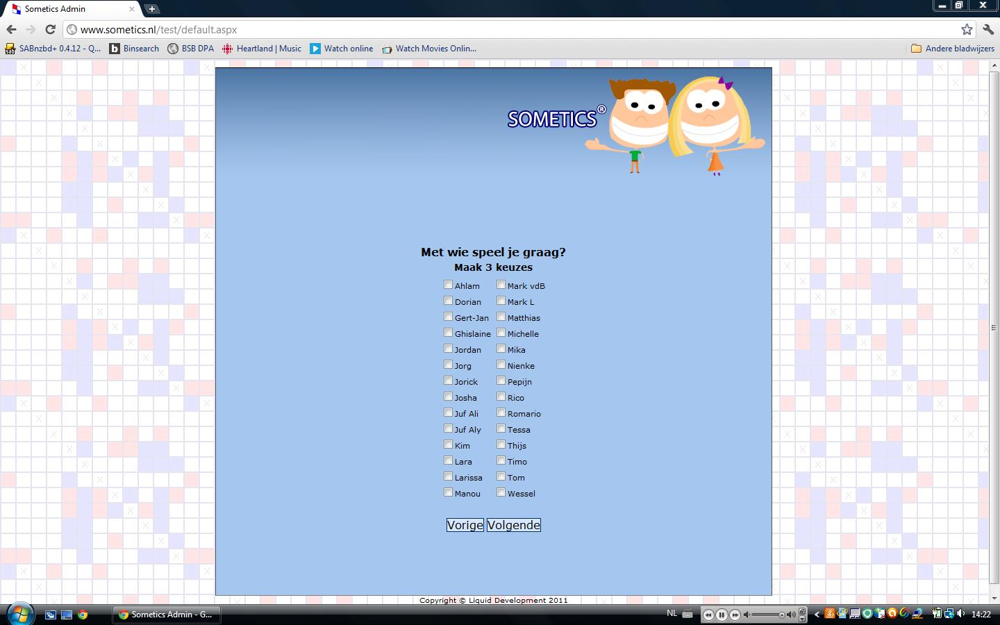 Sometics Admin
www.sometics.nl/test/default.aspx
SABnzbd+ 0.4.12 - Q... Binsearch BSB DPA Heartland | Music Watch online Watch Movies Onlin... Andere bladwijzers
SOMETICS®
Met wie speel je graag?
Maak 3 keuzes
Ahlam Mark vdB
Dorian Mark L
Gert-Jan Matthias
Ghislaine Michelle
Jordan Mika
Jorg Nienke
Jorick Pepijn
Josha Rico
Juf Ali Romario
Juf Aly Tessa
Kim Thijs
Lara Timo
Larissa Tom
Manou Wessel
Vorige Volgende
Copyright © Liquid Development 2011
Sometics Admin - G... NL 14:22